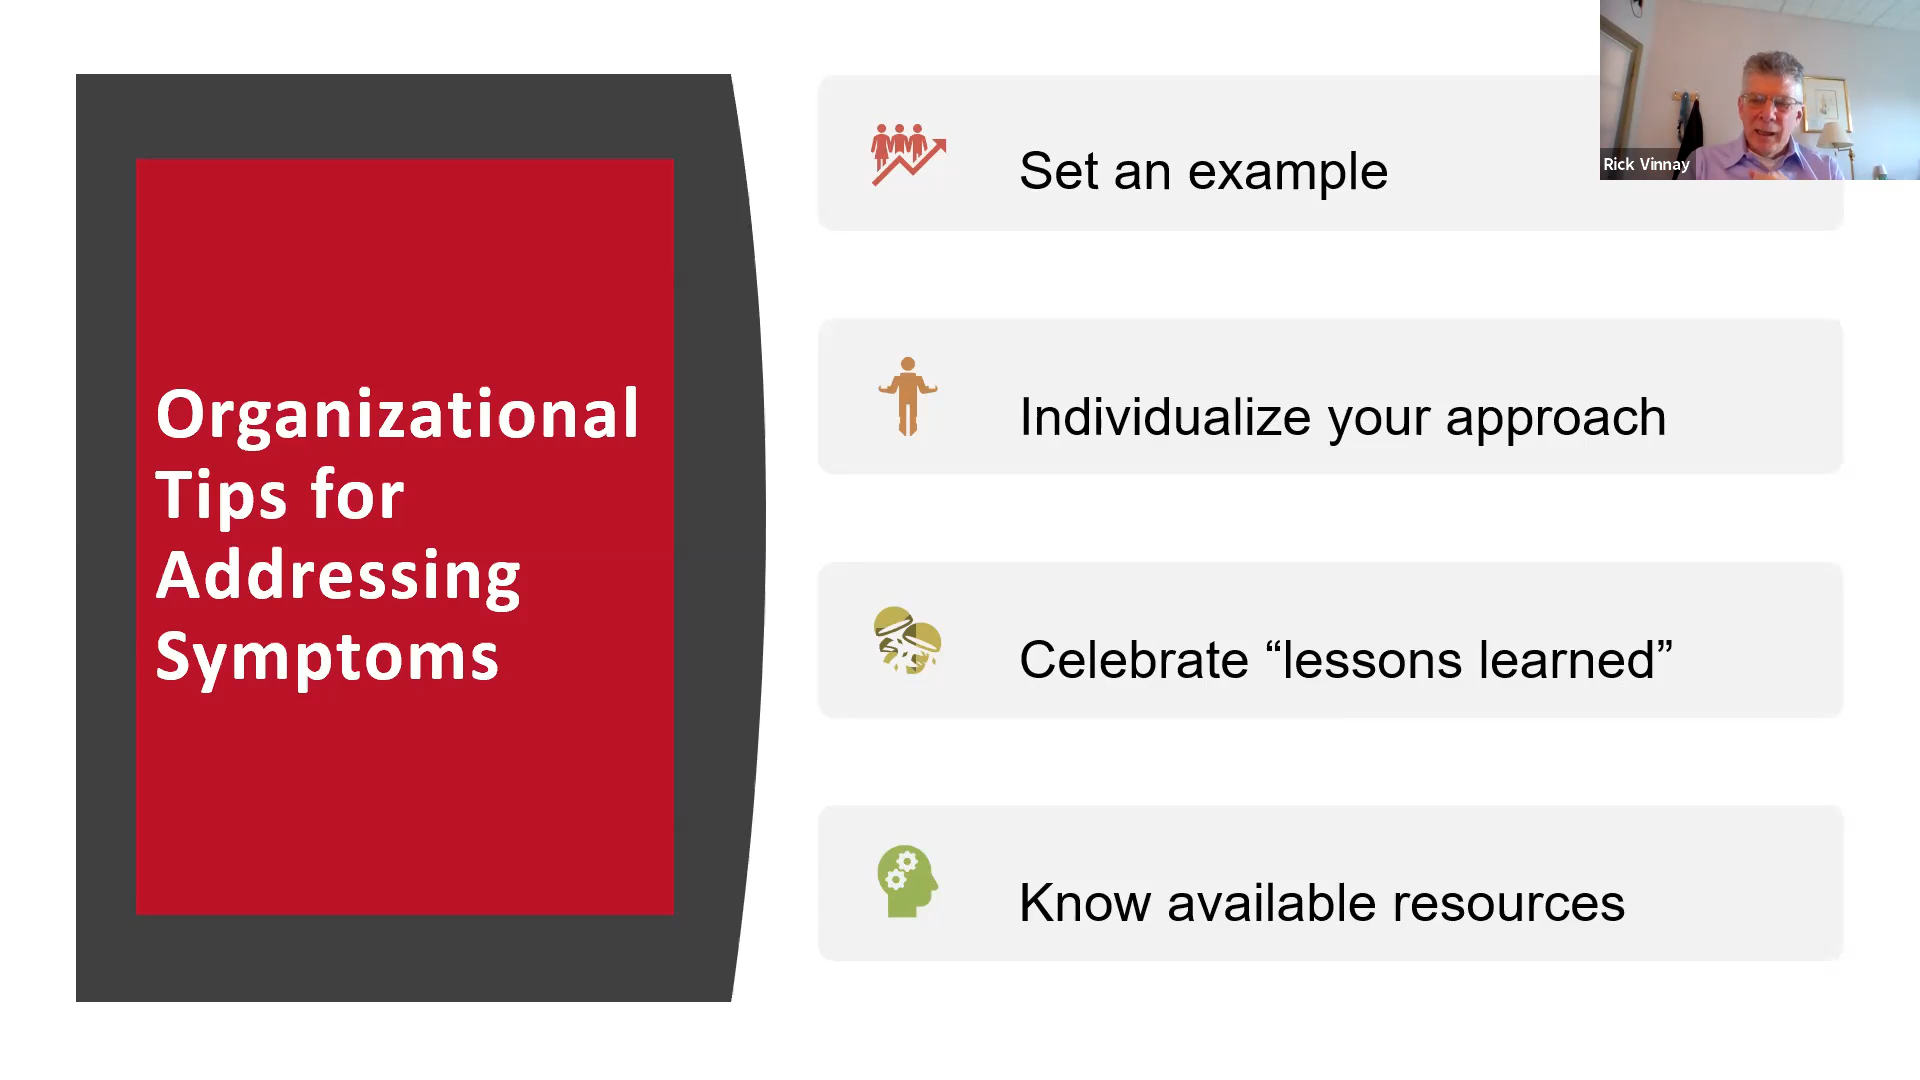 Organizational
Tips for
Addressing
Symptoms
Set an example
Individualize your approach
Celebrate “lessons learned”
Know available resources
Rick Vinnay